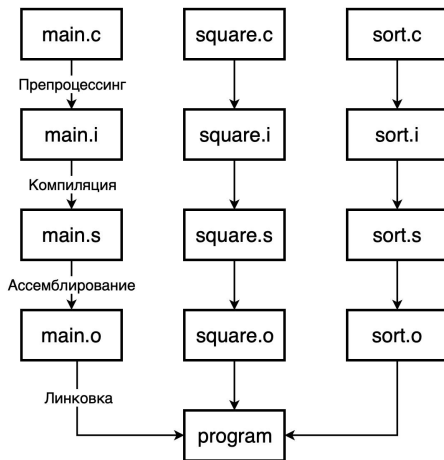 main.c
square.c
sort.c
Препроцессинг
main.i
square.i
sort.i
Компиляция
main.s
square.s
sort.s
Ассемблирование
main.o
square.o
sort.o
Линковка
program